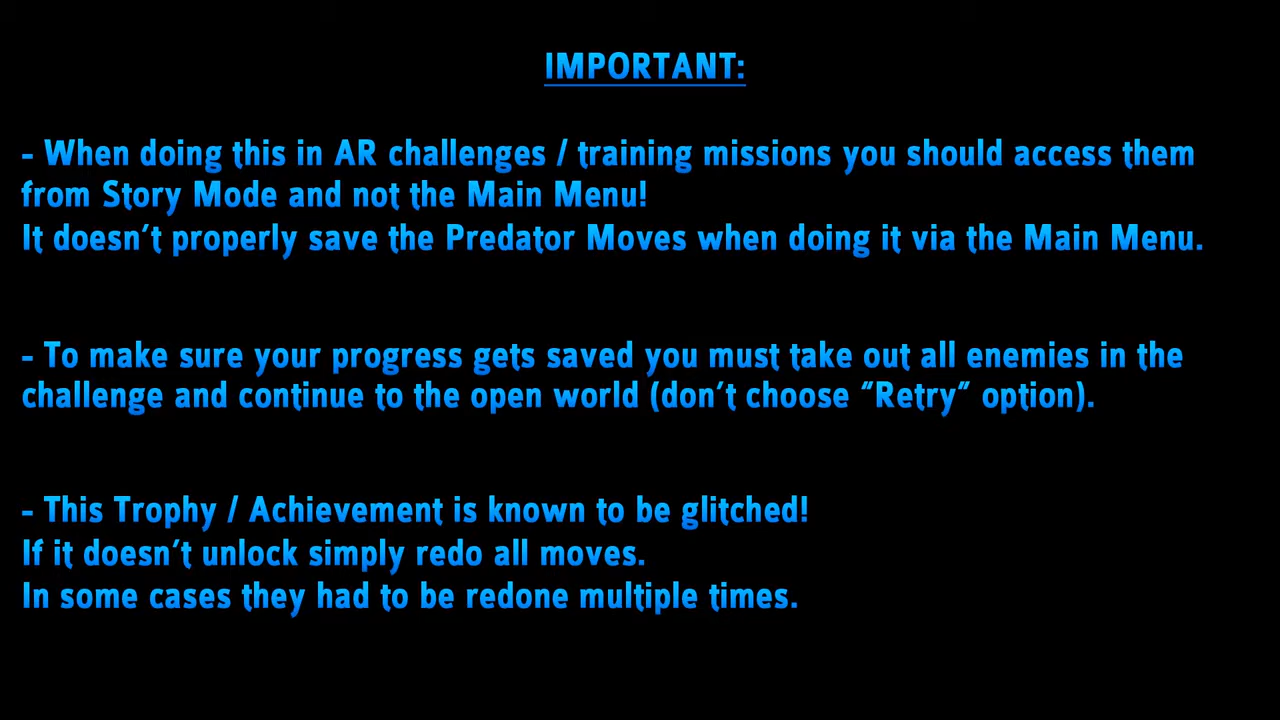 IMPORTANT:
- When doing this in AR challenges / training missions you should access them
from Story Mode and not the Main Menu!
It doesn't properly save the Predator Moves when doing it via the Main Menu.
- To make sure your progress gets saved you must take out all enemies in the
challenge and continue to the open world (don't choose "Retry" option).
- This Trophy / Achievement is known to be glitched!
If it doesn't unlock simply redo all moves.
In some cases they had to be redone multiple times.